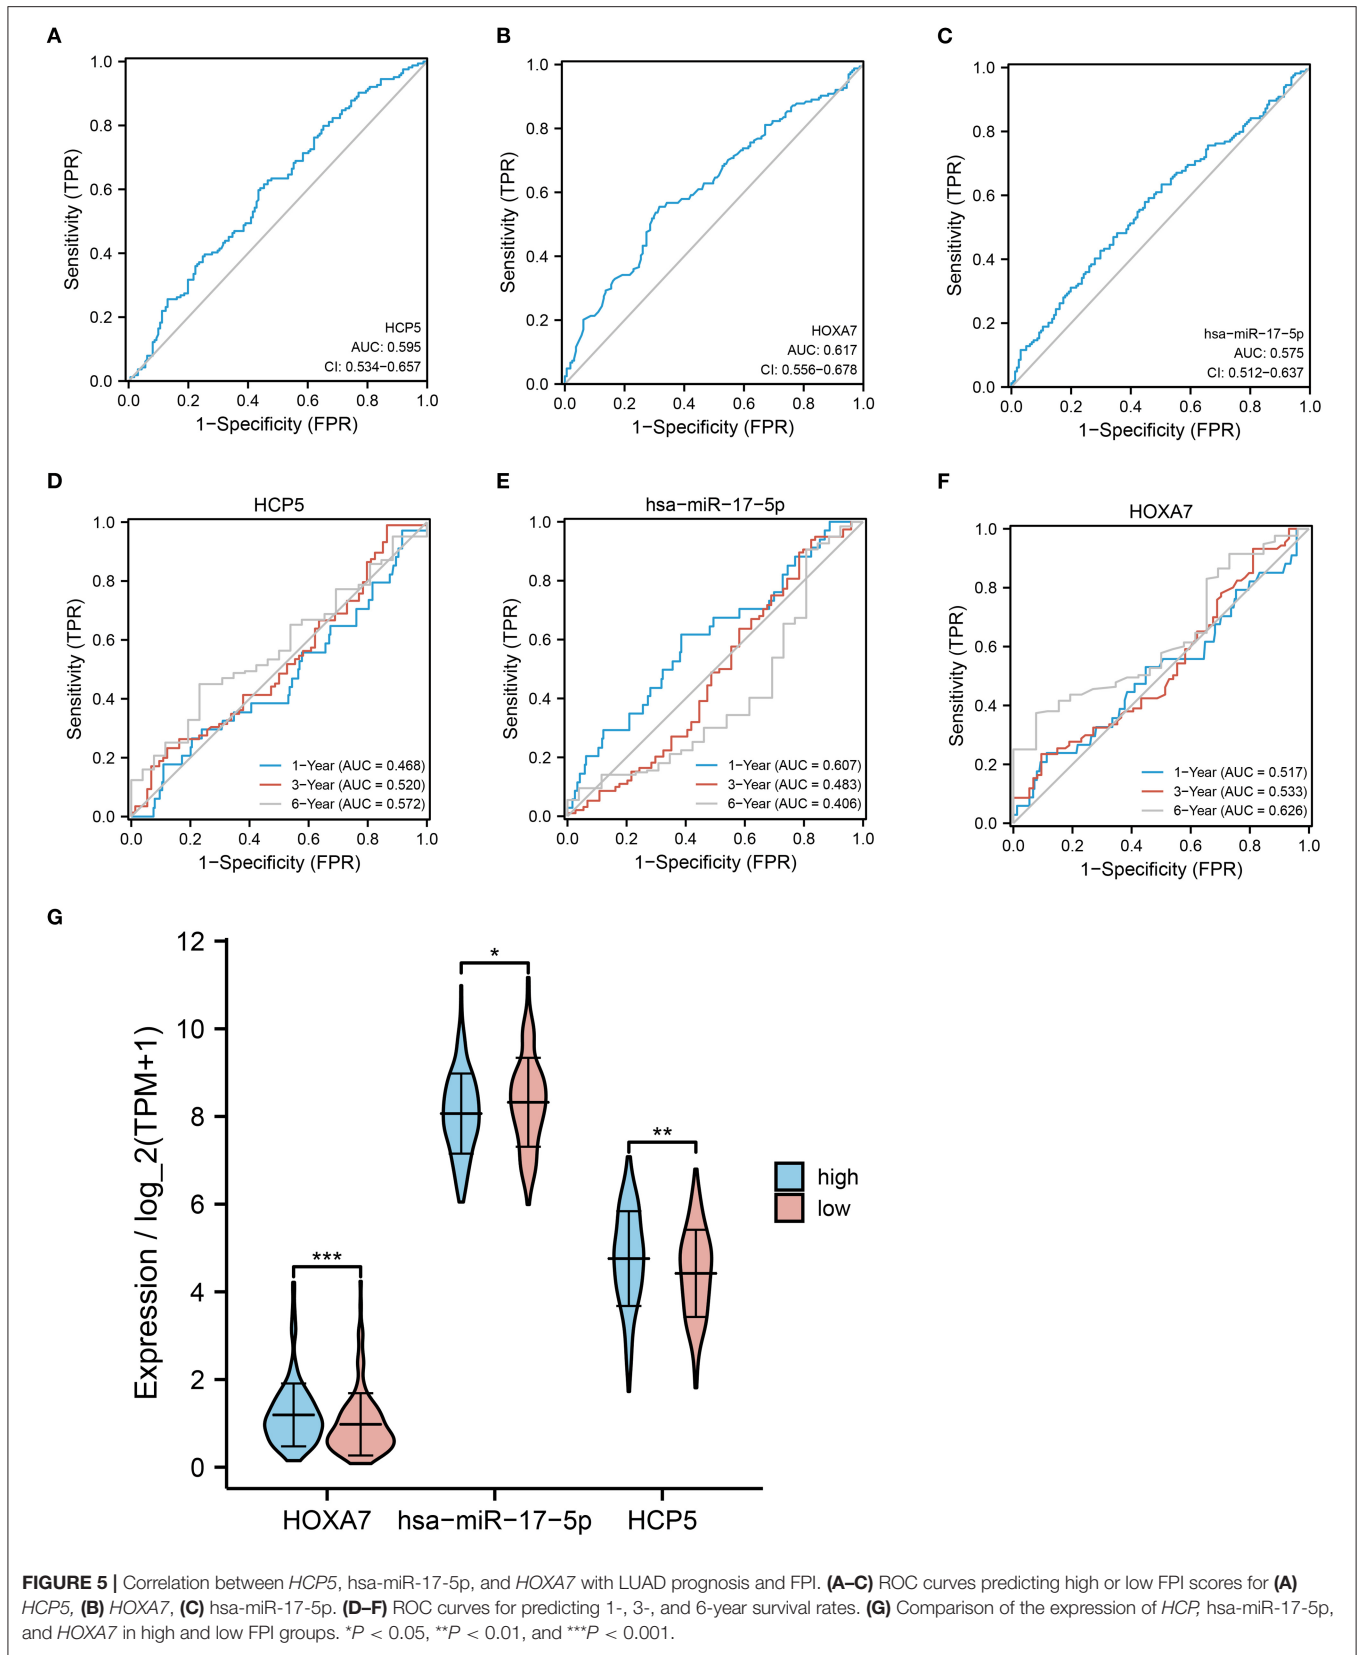 A
B
C
1.0
0.8
0.6
0.4
0.2
0.0
Sensitivity (TPR)
HCP5
AUC: 0.595
CI: 0.534−0.657
0.0 0.2 0.4 0.6 0.8 1.0
1−Specificity (FPR)
1.0
0.8
0.6
0.4
0.2
0.0
Sensitivity (TPR)
HOXA7
AUC: 0.617
CI: 0.556−0.678
0.0 0.2 0.4 0.6 0.8 1.0
1−Specificity (FPR)
1.0
0.8
0.6
0.4
0.2
0.0
Sensitivity (TPR)
hsa−miR−17−5p
AUC: 0.575
CI: 0.512−0.637
0.0 0.2 0.4 0.6 0.8 1.0
1−Specificity (FPR)
D
E
F
HCP5
1.0
0.8
0.6
0.4
0.2
0.0
Sensitivity (TPR)
1−Year (AUC = 0.468)
3−Year (AUC = 0.520)
6−Year (AUC = 0.572)
0.0 0.2 0.4 0.6 0.8 1.0
1−Specificity (FPR)
hsa−miR−17−5p
1.0
0.8
0.6
0.4
0.2
0.0
Sensitivity (TPR)
1−Year (AUC = 0.607)
3−Year (AUC = 0.483)
6−Year (AUC = 0.406)
0.0 0.2 0.4 0.6 0.8 1.0
1−Specificity (FPR)
HOXA7
1.0
0.8
0.6
0.4
0.2
0.0
Sensitivity (TPR)
1−Year (AUC = 0.517)
3−Year (AUC = 0.533)
6−Year (AUC = 0.626)
0.0 0.2 0.4 0.6 0.8 1.0
1−Specificity (FPR)
G
12
10
8
6
4
2
0
Expression / log_2(TPM+1)
***
*
**
high
low
HOXA7 hsa−miR−17−5p HCP5
FIGURE 5 | Correlation between HCP5, hsa-miR-17-5p, and HOXA7 with LUAD prognosis and FPI. (A–C) ROC curves predicting high or low FPI scores for (A)
HCP5, (B) HOXA7, (C) hsa-miR-17-5p. (D–F) ROC curves for predicting 1-, 3-, and 6-year survival rates. (G) Comparison of the expression of HCP, hsa-miR-17-5p,
and HOXA7 in high and low FPI groups. *P < 0.05, **P < 0.01, and ***P < 0.001.